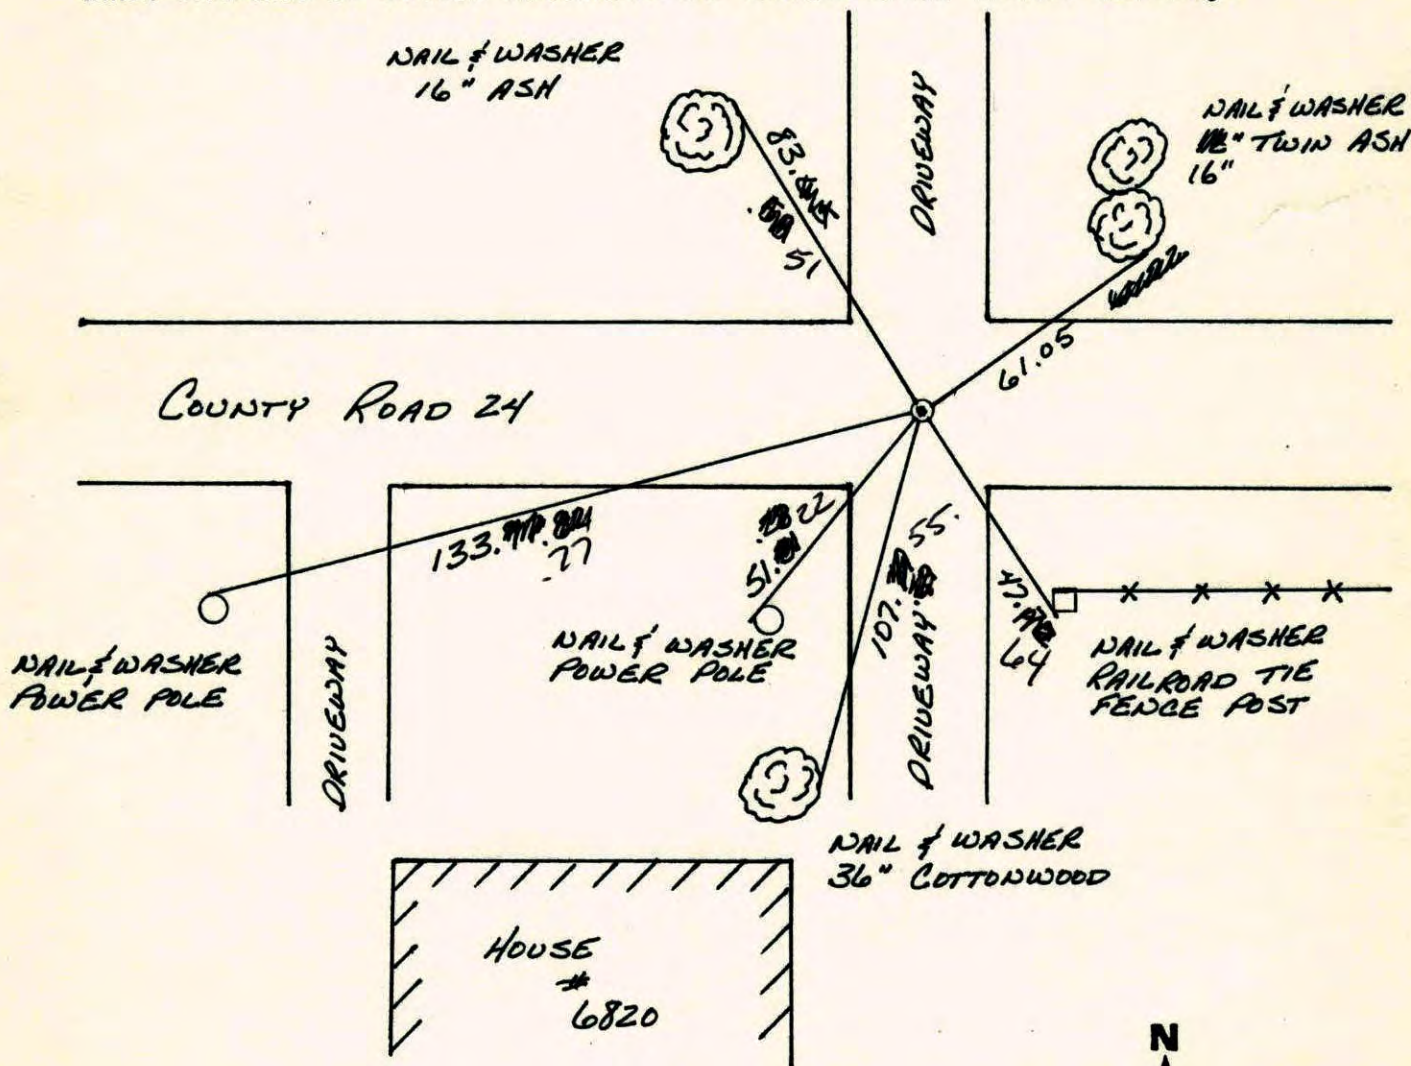 NAIL & WASHER
16" ASH
DRIVEWAY
NAIL & WASHER
" TWIN ASH
16"
83.
51
61.05
COUNTY ROAD 24
133.
.77
.22
51.
107. 55.
47.
64
NAIL & WASHER
POWER POLE
DRIVEWAY
NAIL & WASHER
POWER POLE
DRIVEWAY
NAIL & WASHER
RAILROAD TIE
FENCE POST
NAIL & WASHER
36" COTTONWOOD
HOUSE
#
6820
N